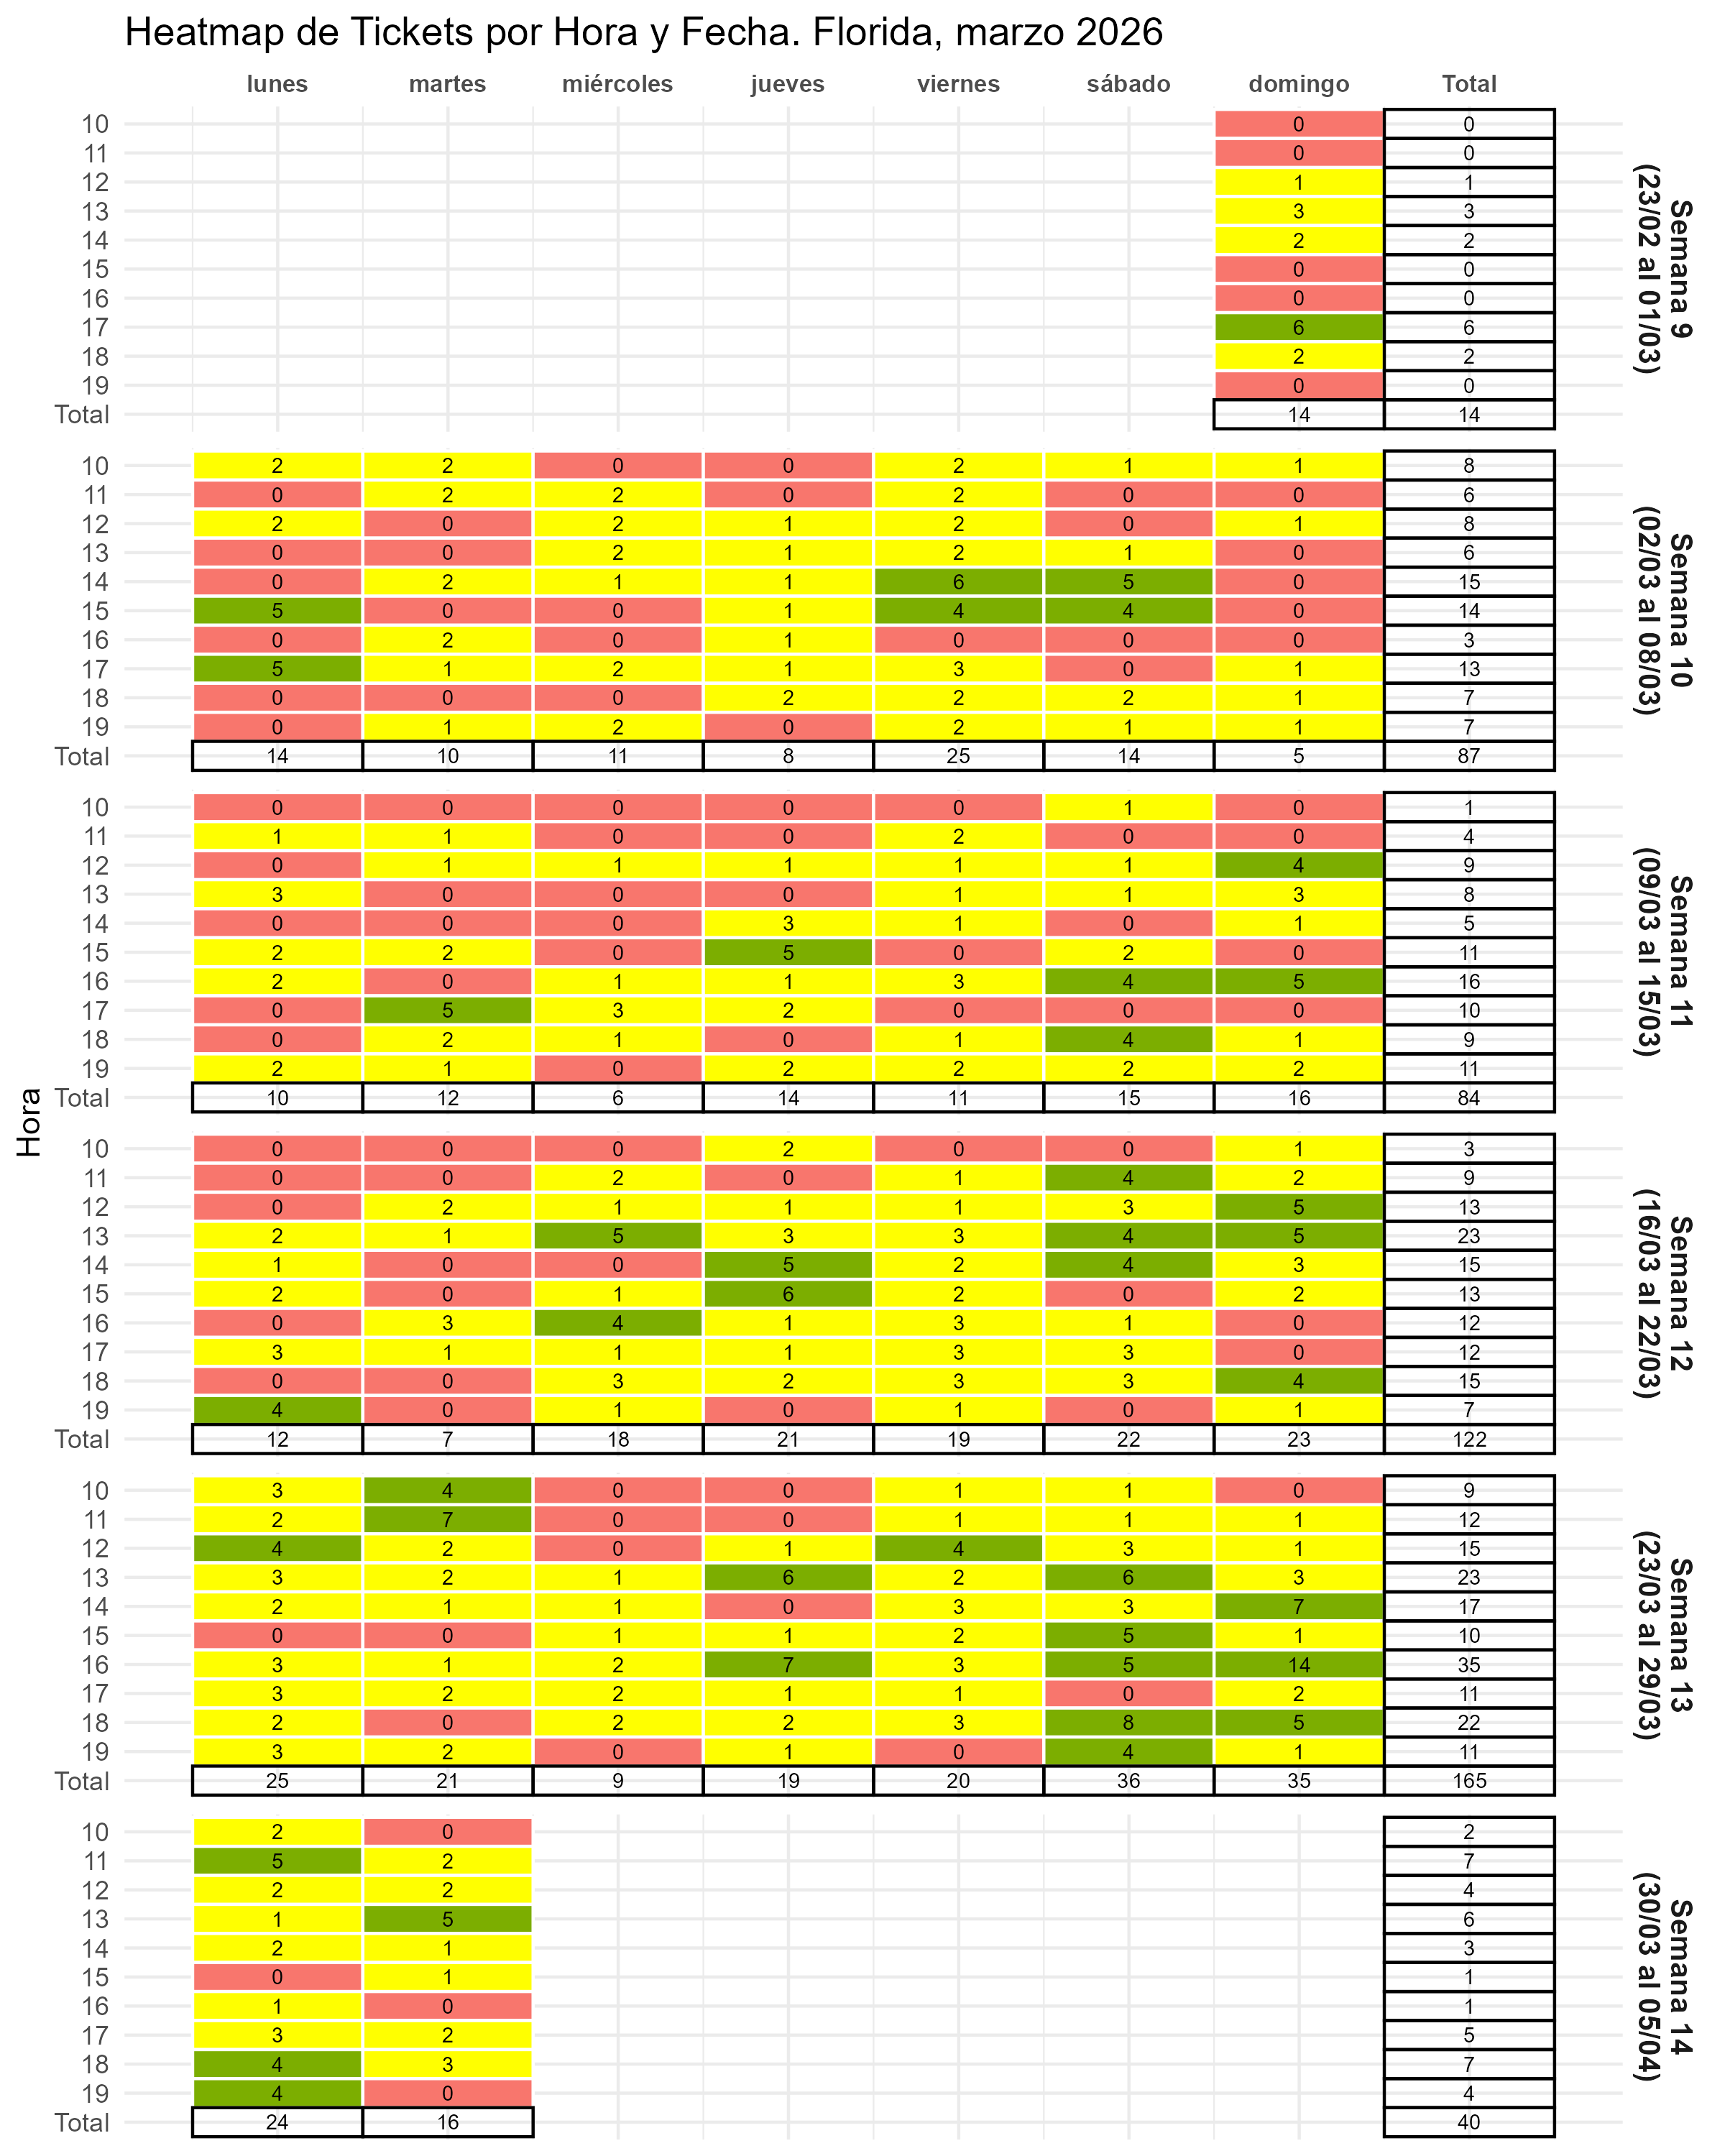 Heatmap de Tickets por Hora y Fecha. Florida, marzo 2026
lunes martes miércoles jueves viernes sábado domingo Total
10 0 0
11 0 0
12 1 1
13 3 3
14 2 2
15 0 0
16 0 0
17 6 6
18 2 2
19 0 0
Total 14 14
Semana 9
(23/02 al 01/03)
10 2 2 0 0 2 1 1 8
11 0 2 2 0 2 0 0 6
12 2 0 2 1 2 0 1 8
13 0 0 2 1 2 1 0 6
14 0 2 1 1 6 5 0 15
15 5 0 0 1 4 4 0 14
16 0 2 0 1 0 0 0 3
17 5 1 2 1 3 0 1 13
18 0 0 0 2 2 2 1 7
19 0 1 2 0 2 1 1 7
Total 14 10 11 8 25 14 5 87
Semana 10
(02/03 al 08/03)
10 0 0 0 0 0 1 0 1
11 1 1 0 0 2 0 0 4
12 0 1 1 1 1 1 4 9
13 3 0 0 0 1 1 3 8
14 0 0 0 3 1 0 1 5
15 2 2 0 5 0 2 0 11
16 2 0 1 1 3 4 5 16
17 0 5 3 2 0 0 0 10
18 0 2 1 0 1 4 1 9
19 2 1 0 2 2 2 2 11
Total 10 12 6 14 11 15 16 84
Semana 11
(09/03 al 15/03)
Hora
10 0 0 0 2 0 0 1 3
11 0 0 2 0 1 4 2 9
12 0 2 1 1 1 3 5 13
13 2 1 5 3 3 4 5 23
14 1 0 0 5 2 4 3 15
15 2 0 1 6 2 0 2 13
16 0 3 4 1 3 1 0 12
17 3 1 1 1 3 3 0 12
18 0 0 3 2 3 3 4 15
19 4 0 1 0 1 0 1 7
Total 12 7 18 21 19 22 23 122
Semana 12
(16/03 al 22/03)
10 3 4 0 0 1 1 0 9
11 2 7 0 0 1 1 1 12
12 4 2 0 1 4 3 1 15
13 3 2 1 6 2 6 3 23
14 2 1 1 0 3 3 7 17
15 0 0 1 1 2 5 1 10
16 3 1 2 7 3 5 14 35
17 3 2 2 1 1 0 2 11
18 2 0 2 2 3 8 5 22
19 3 2 0 1 0 4 1 11
Total 25 21 9 19 20 36 35 165
Semana 13
(23/03 al 29/03)
10 2 0 2
11 5 2 7
12 2 2 4
13 1 5 6
14 2 1 3
15 0 1 1
16 1 0 1
17 3 2 5
18 4 3 7
19 4 0 4
Total 24 16 40
Semana 14
(30/03 al 05/04)